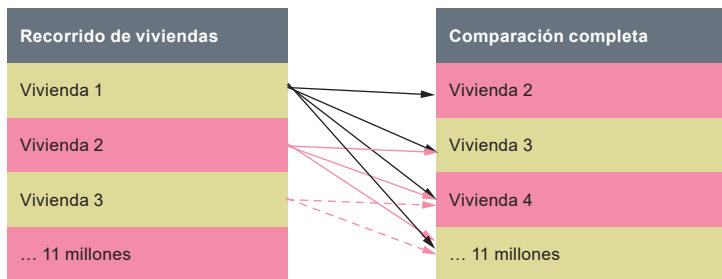 Recorrido de viviendas
Vivienda 1
Vivienda 2
Vivienda 3
… 11 millones
Comparación completa
Vivienda 2
Vivienda 3
Vivienda 4
… 11 millones